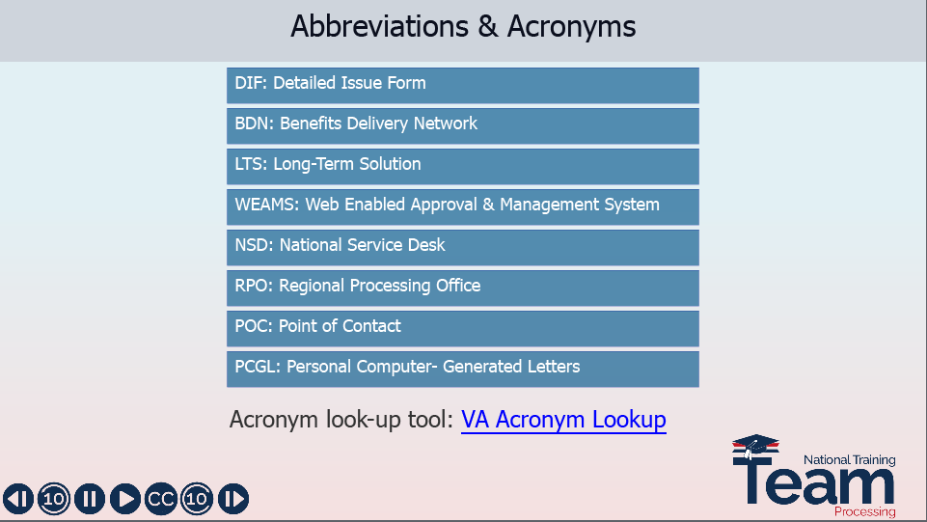 Abbreviations & Acronyms
DIF: Detailed Issue Form
BDN: Benefits Delivery Network
LTS: Long-Term Solution
WEAMS: Web Enabled Approval & Management System
NSD: National Service Desk
RPO: Regional Processing Office
POC: Point of Contact
PCGL: Personal Computer- Generated Letters
Acronym look-up tool: VA Acronym Lookup
National Training
Team
Processing
10 CC 10